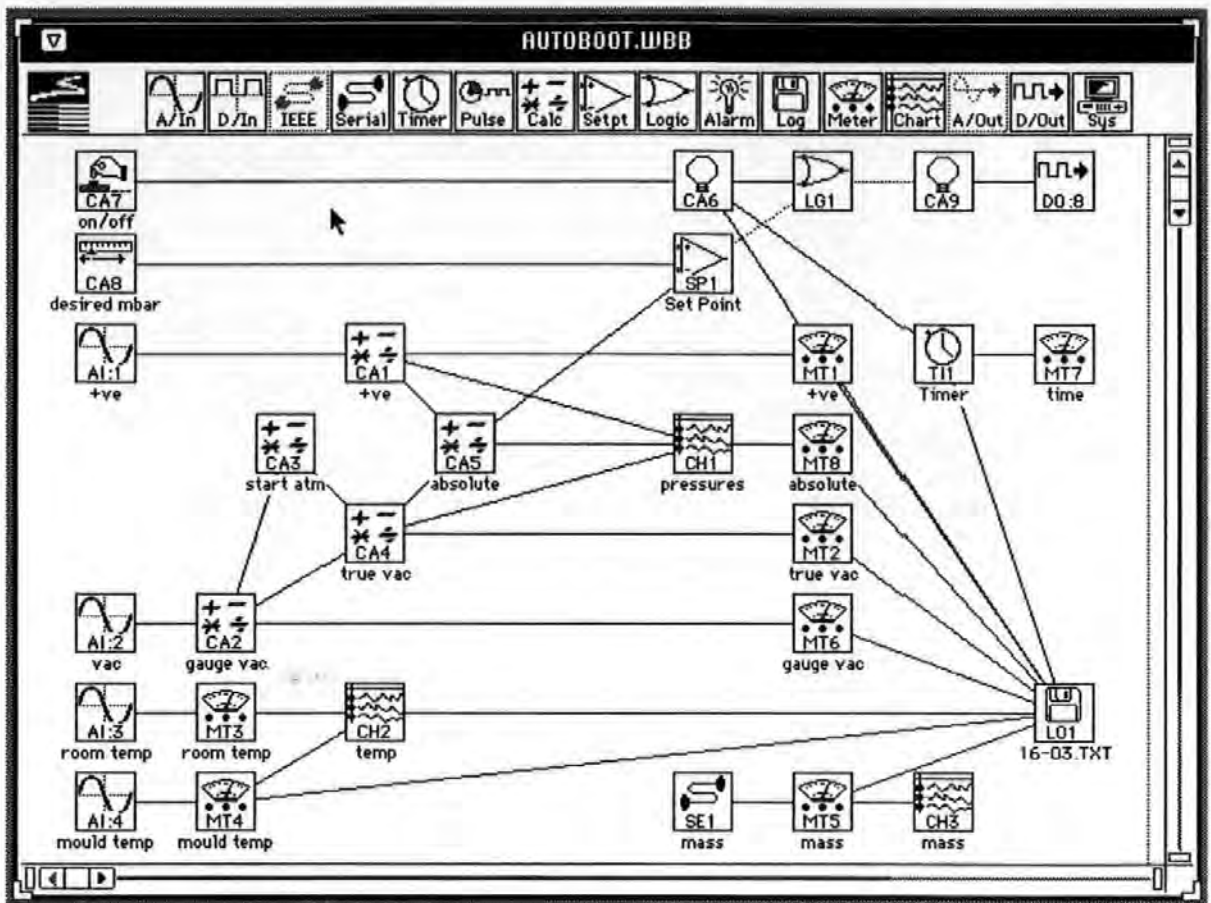 AUTOBOOT.WBB
A/In D/In IEEE Serial Timer Pulse Calc Setpt Logic Alarm Log Meter Chart A/Out D/Out Sys
CA7 CA6 LG1 CA9 DO:8
on/off
CA8 SP1
desired mbar Set Point
AI:1 CA1 MT1 TI1 MT7
+ve +ve +ve Timer time
CA3 CA5 CH1 MT8
start atm absolute pressures absolute
CA4 MT2
true vac true vac
AI:2 CA2 MT6
vac gauge vac. gauge vac
AI:3 MT3 CH2 LO1
room temp room temp temp 16-03.TXT
AI:4 MT4 SE1 MT5 CH3
mould temp mould temp mass mass mass